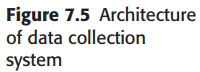 Figure 7.5 Architecture
of data collection
system